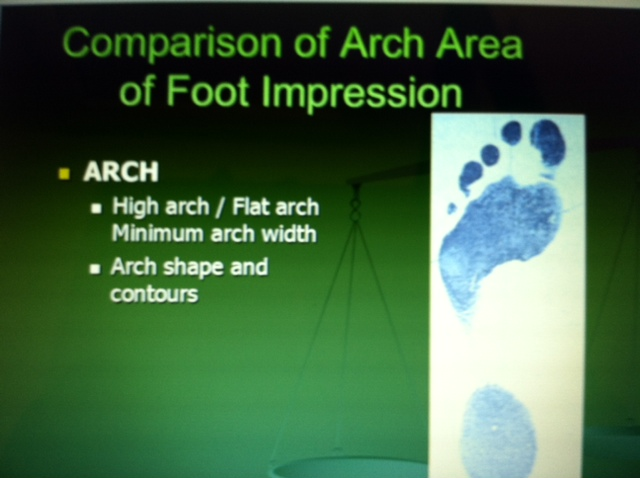 Comparison of Arch Area
of Foot Impression
ARCH
High arch / Flat arch
Minimum arch width
Arch shape and
contours